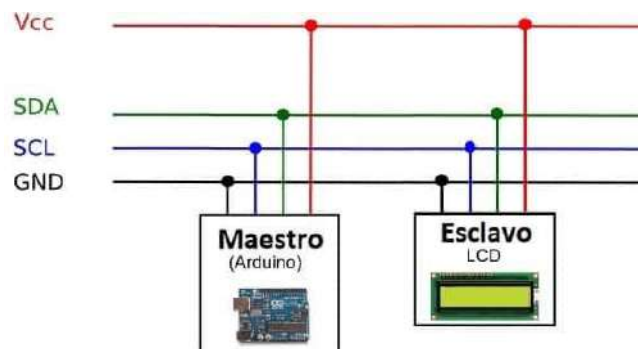 Vcc
SDA
SCL
GND
Maestro
(Arduino)
Esclavo
LCD